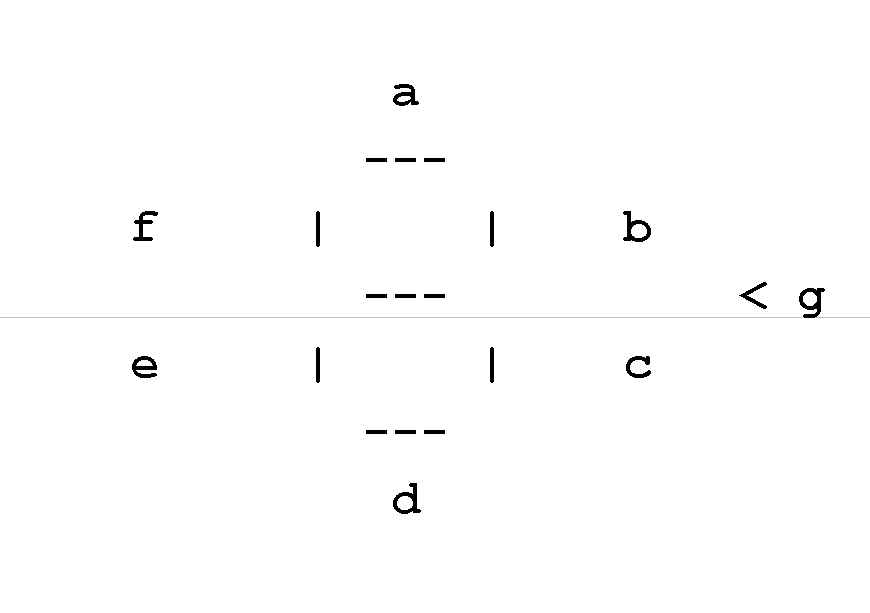 a
---
f | | b
--- < g
e | | c
---
d